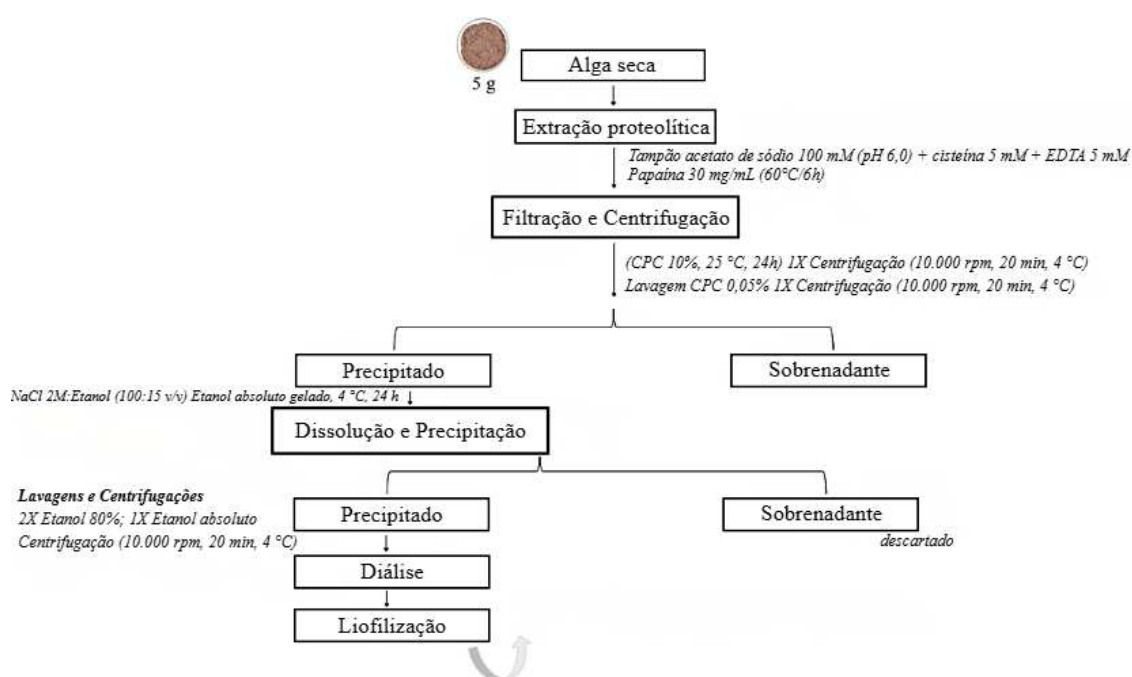 Alga seca
5 g
Extração proteolítica
Tampão acetato de sódio 100 mM (pH 6,0) + cisteína 5 mM + EDTA 5 mM
Papaína 30 mg/mL (60°C/6h)
Filtração e Centrifugação
(CPC 10%, 25 °C, 24h) 1X Centrifugação (10.000 rpm, 20 min, 4 °C)
Lavagem CPC 0,05% 1X Centrifugação (10.000 rpm, 20 min, 4 °C)
Precipitado
Sobrenadante
NaCl 2M:Etanol (100:15 v/v) Etanol absoluto gelado, 4 °C, 24 h
Dissolução e Precipitação
Lavagens e Centrifugações
2X Etanol 80%; 1X Etanol absoluto
Centrifugação (10.000 rpm, 20 min, 4 °C)
Precipitado
Sobrenadante
descartado
Diálise
Liofilização